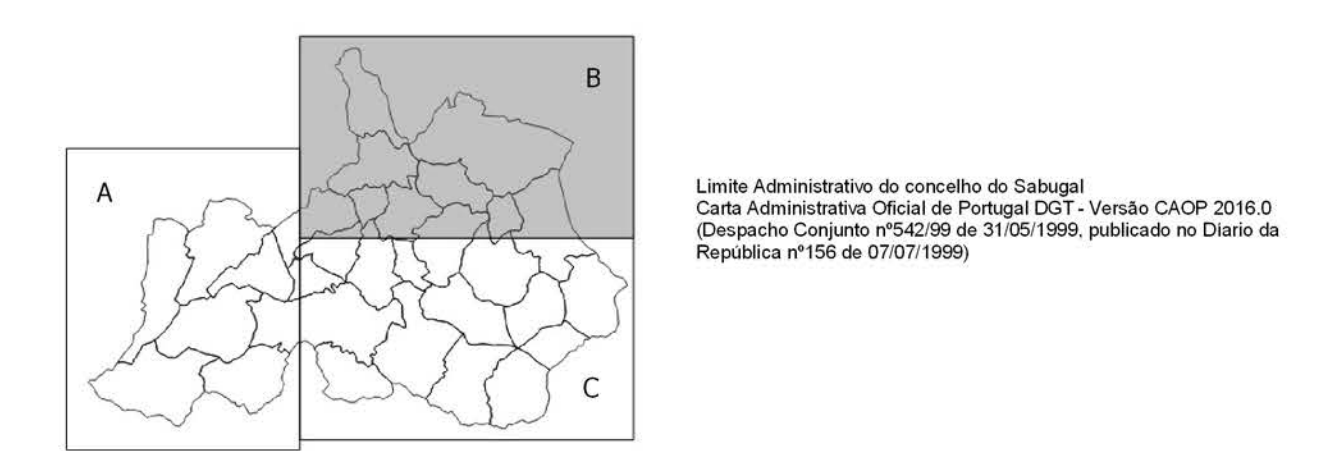 B
A
Limite Administrativo do concelho do Sabugal
Carta Administrativa Oficial de Portugal DGT - Versão CAOP 2016.0
(Despacho Conjunto nº542/99 de 31/05/1999, publicado no Diario da
República nº156 de 07/07/1999)
C